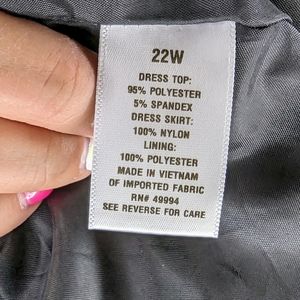 22W
DRESS TOP:
95% POLYESTER
5% SPANDEX
DRESS SKIRT:
100% NYLON
LINING:
100% POLYESTER
MADE IN VIETNAM
OF IMPORTED FABRIC
RN# 49994
SEE REVERSE FOR CARE